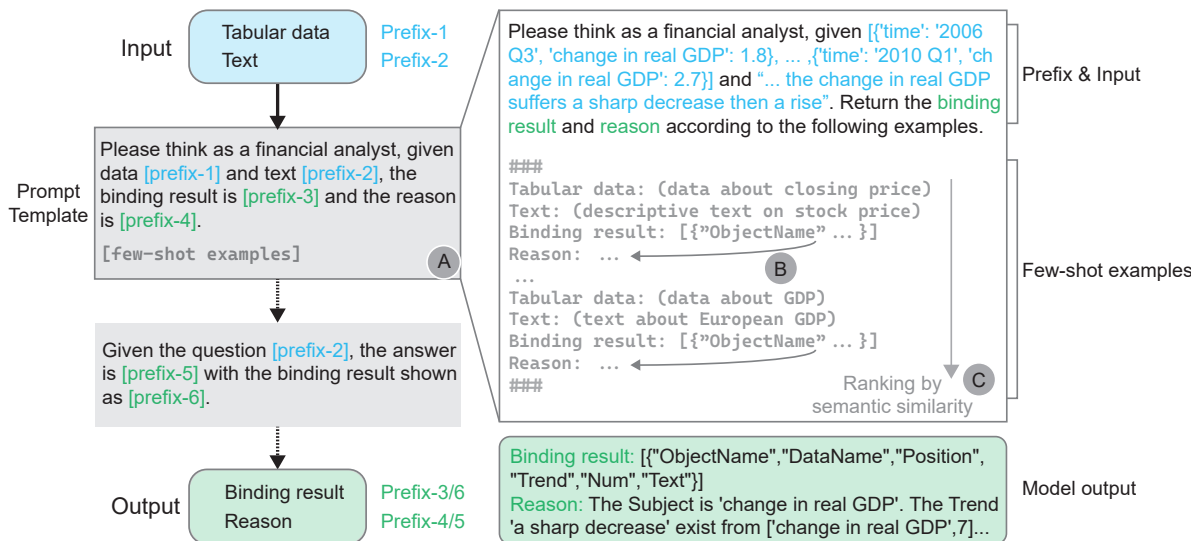 Input
Tabular data
Text
Prefix-1
Prefix-2
Prompt
Template
Please think as a financial analyst, given
data [prefix-1] and text [prefix-2], the
binding result is [prefix-3] and the reason
is [prefix-4].
[few-shot examples]
A
Given the question [prefix-2], the answer
is [prefix-5] with the binding result shown
as [prefix-6].
Output
Binding result
Reason
Prefix-3/6
Prefix-4/5
Please think as a financial analyst, given [{'time': '2006
Q3', 'change in real GDP': 1.8}, ... ,{'time': '2010 Q1', 'ch
ange in real GDP': 2.7}] and “... the change in real GDP
suffers a sharp decrease then a rise”. Return the binding
result and reason according to the following examples.
Prefix & Input
###
Tabular data: (data about closing price)
Text: (descriptive text on stock price)
Binding result: [{”ObjectName” ... }]
Reason: ...
B
...
Tabular data: (data about GDP)
Text: (text about European GDP)
Binding result: [{”ObjectName” ... }]
Reason: ...
###
Ranking by
semantic similarity
C
Few-shot examples
Binding result: [{"ObjectName","DataName","Position",
"Trend","Num","Text"}]
Reason: The Subject is 'change in real GDP'. The Trend
'a sharp decrease' exist from ['change in real GDP',7]...
Model output